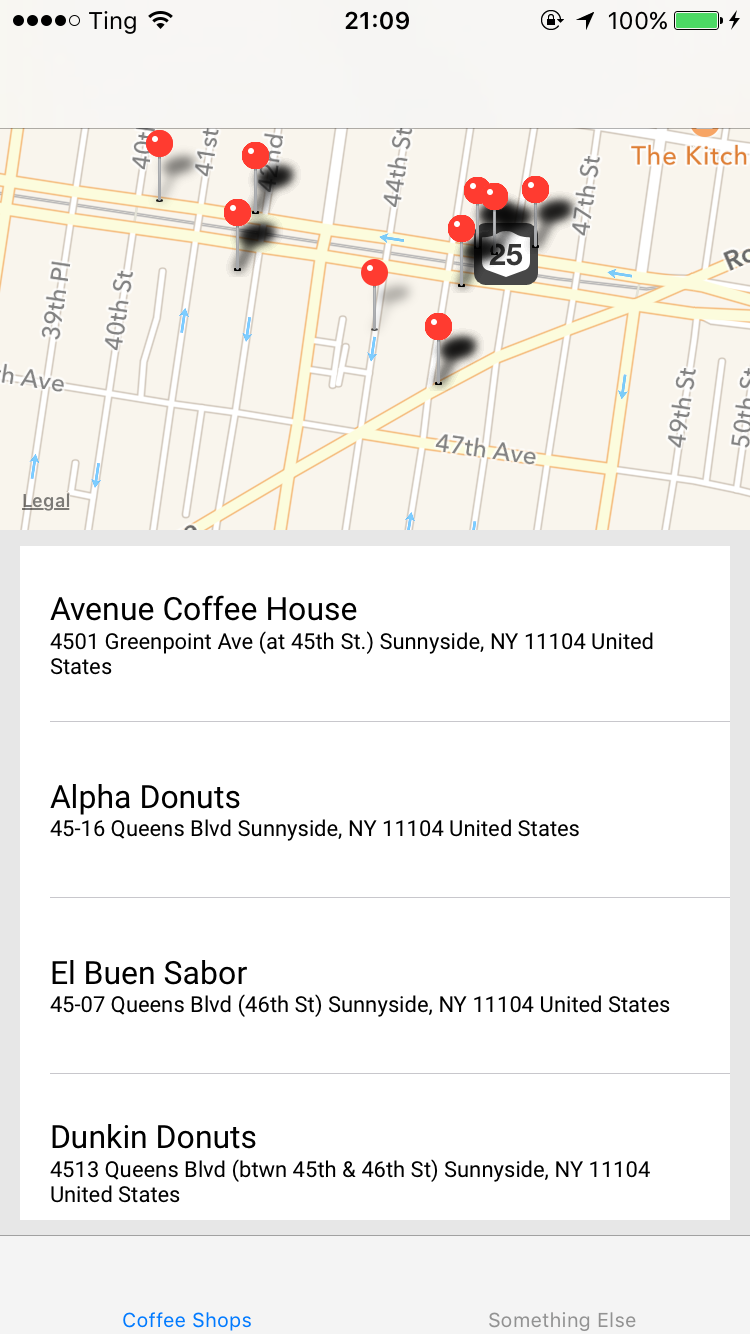 Ting
21:09
100%
40th
41st
42nd
44th St
47th St
The Kitch
25
Ro
39th Pl
40th St
h Ave
47th Ave
49th St
50th S
Legal
Avenue Coffee House
4501 Greenpoint Ave (at 45th St.) Sunnyside, NY 11104 United
States
Alpha Donuts
45-16 Queens Blvd Sunnyside, NY 11104 United States
El Buen Sabor
45-07 Queens Blvd (46th St) Sunnyside, NY 11104 United States
Dunkin Donuts
4513 Queens Blvd (btwn 45th & 46th St) Sunnyside, NY 11104
United States
Coffee Shops
Something Else